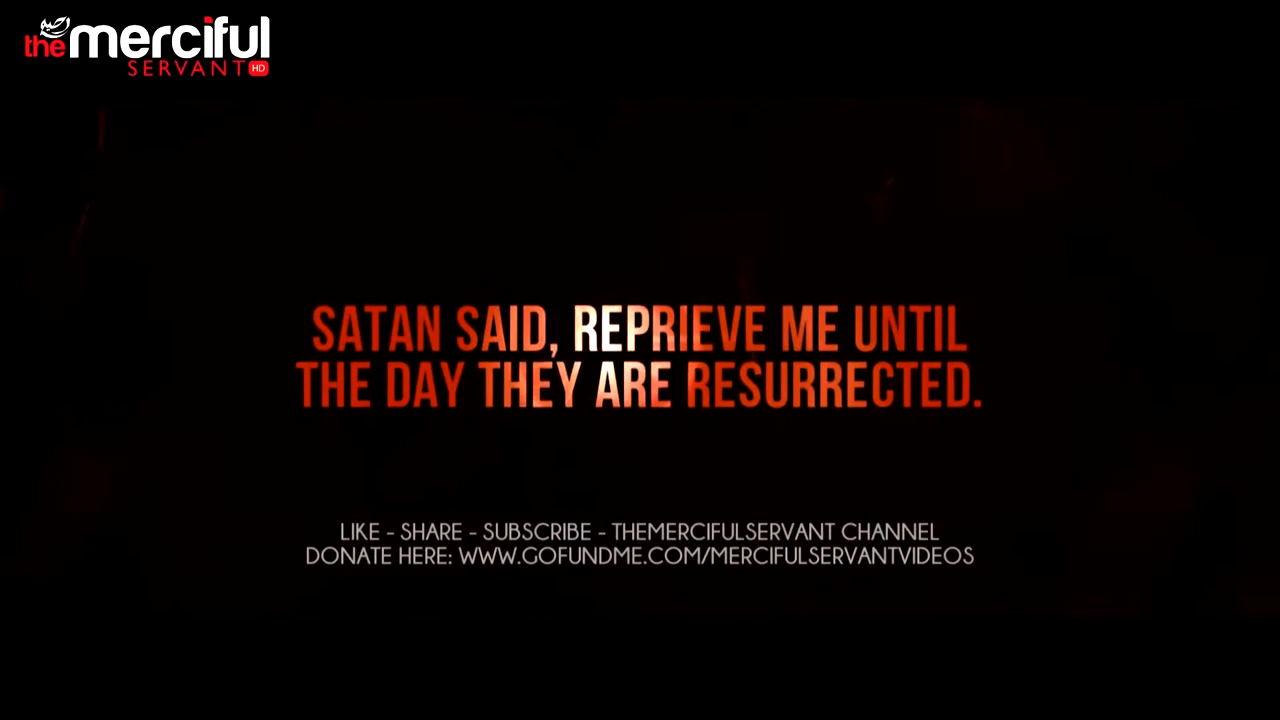 the merciful
SERVANT HD
SATAN SAID, REPRIEVE ME UNTIL
THE DAY THEY ARE RESURRECTED.
LIKE - SHARE - SUBSCRIBE - THEMERCIFULSERVANT CHANNEL
DONATE HERE: WWW.GOFUNDME.COM/MERCIFULSERVANTVIDEOS